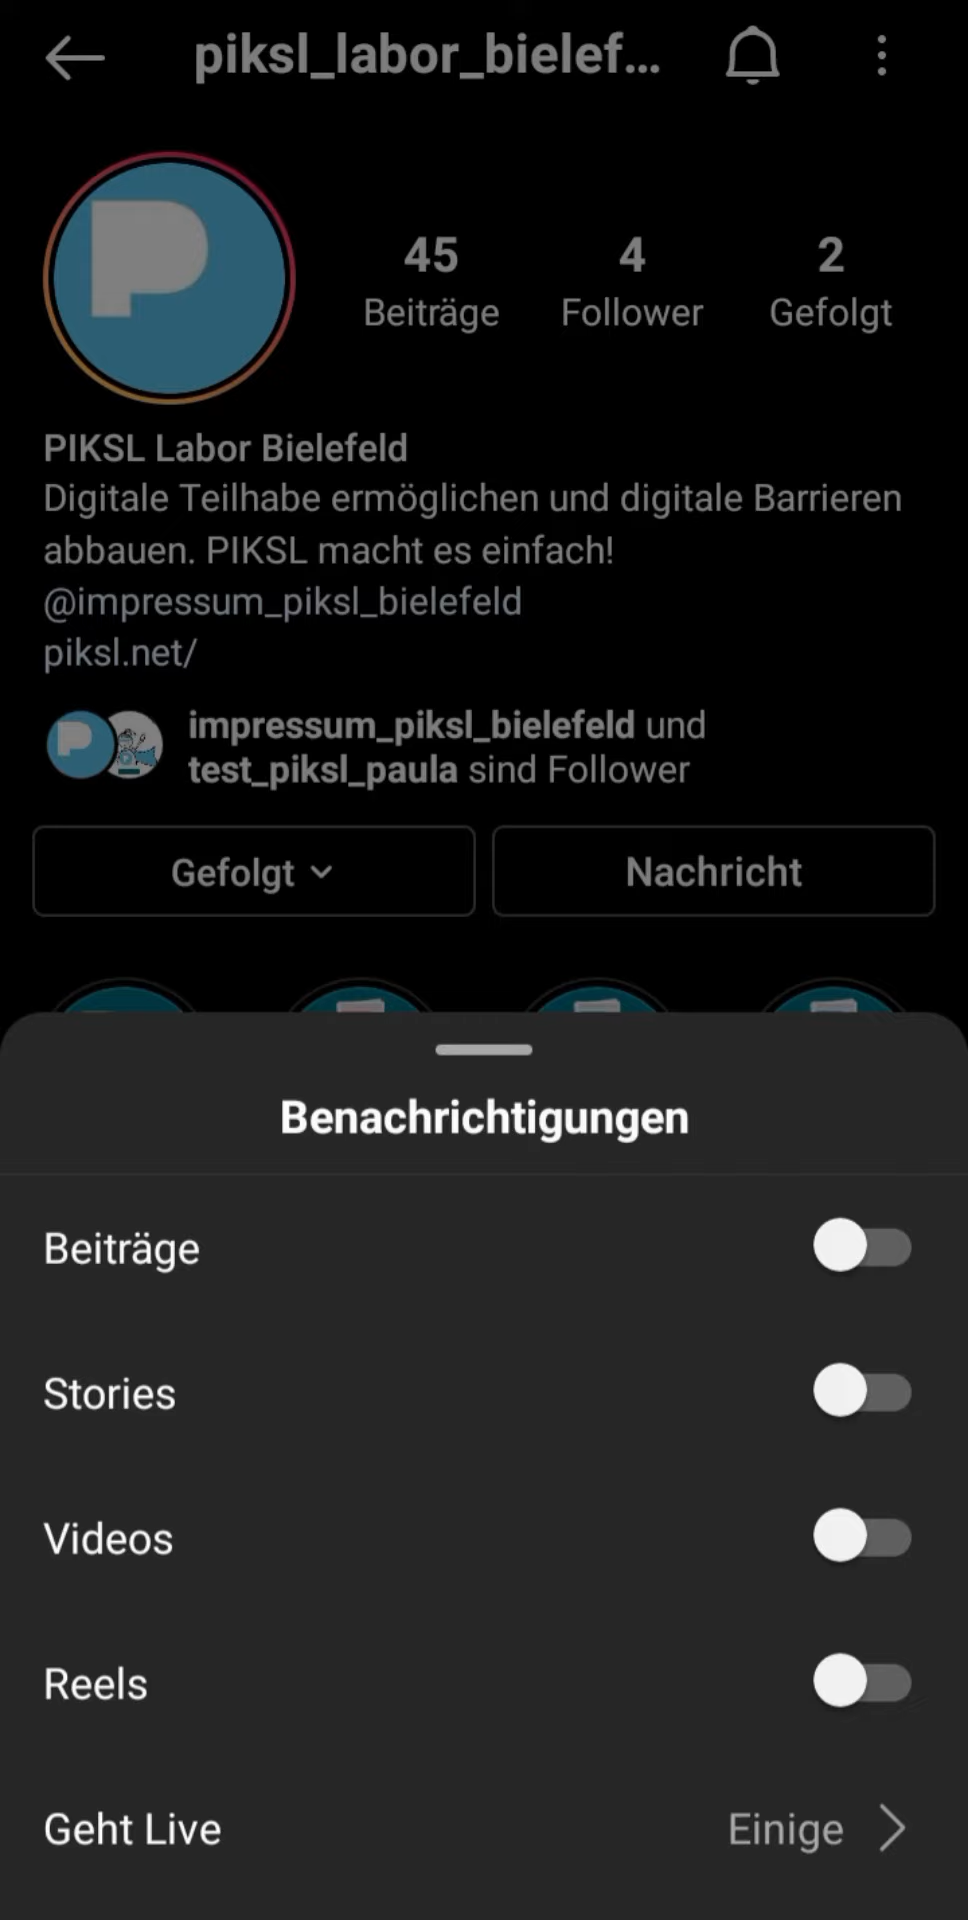 piksl_labor_bielef...
45
Beiträge
4
Follower
2
Gefolgt
PIKSL Labor Bielefeld
Digitale Teilhabe ermöglichen und digitale Barrieren
abbauen. PIKSL macht es einfach!
@impressum_piksl_bielefeld
piksl.net/
impressum_piksl_bielefeld und
test_piksl_paula sind Follower
Gefolgt
Nachricht
Benachrichtigungen
Beiträge
Stories
Videos
Reels
Geht Live Einige